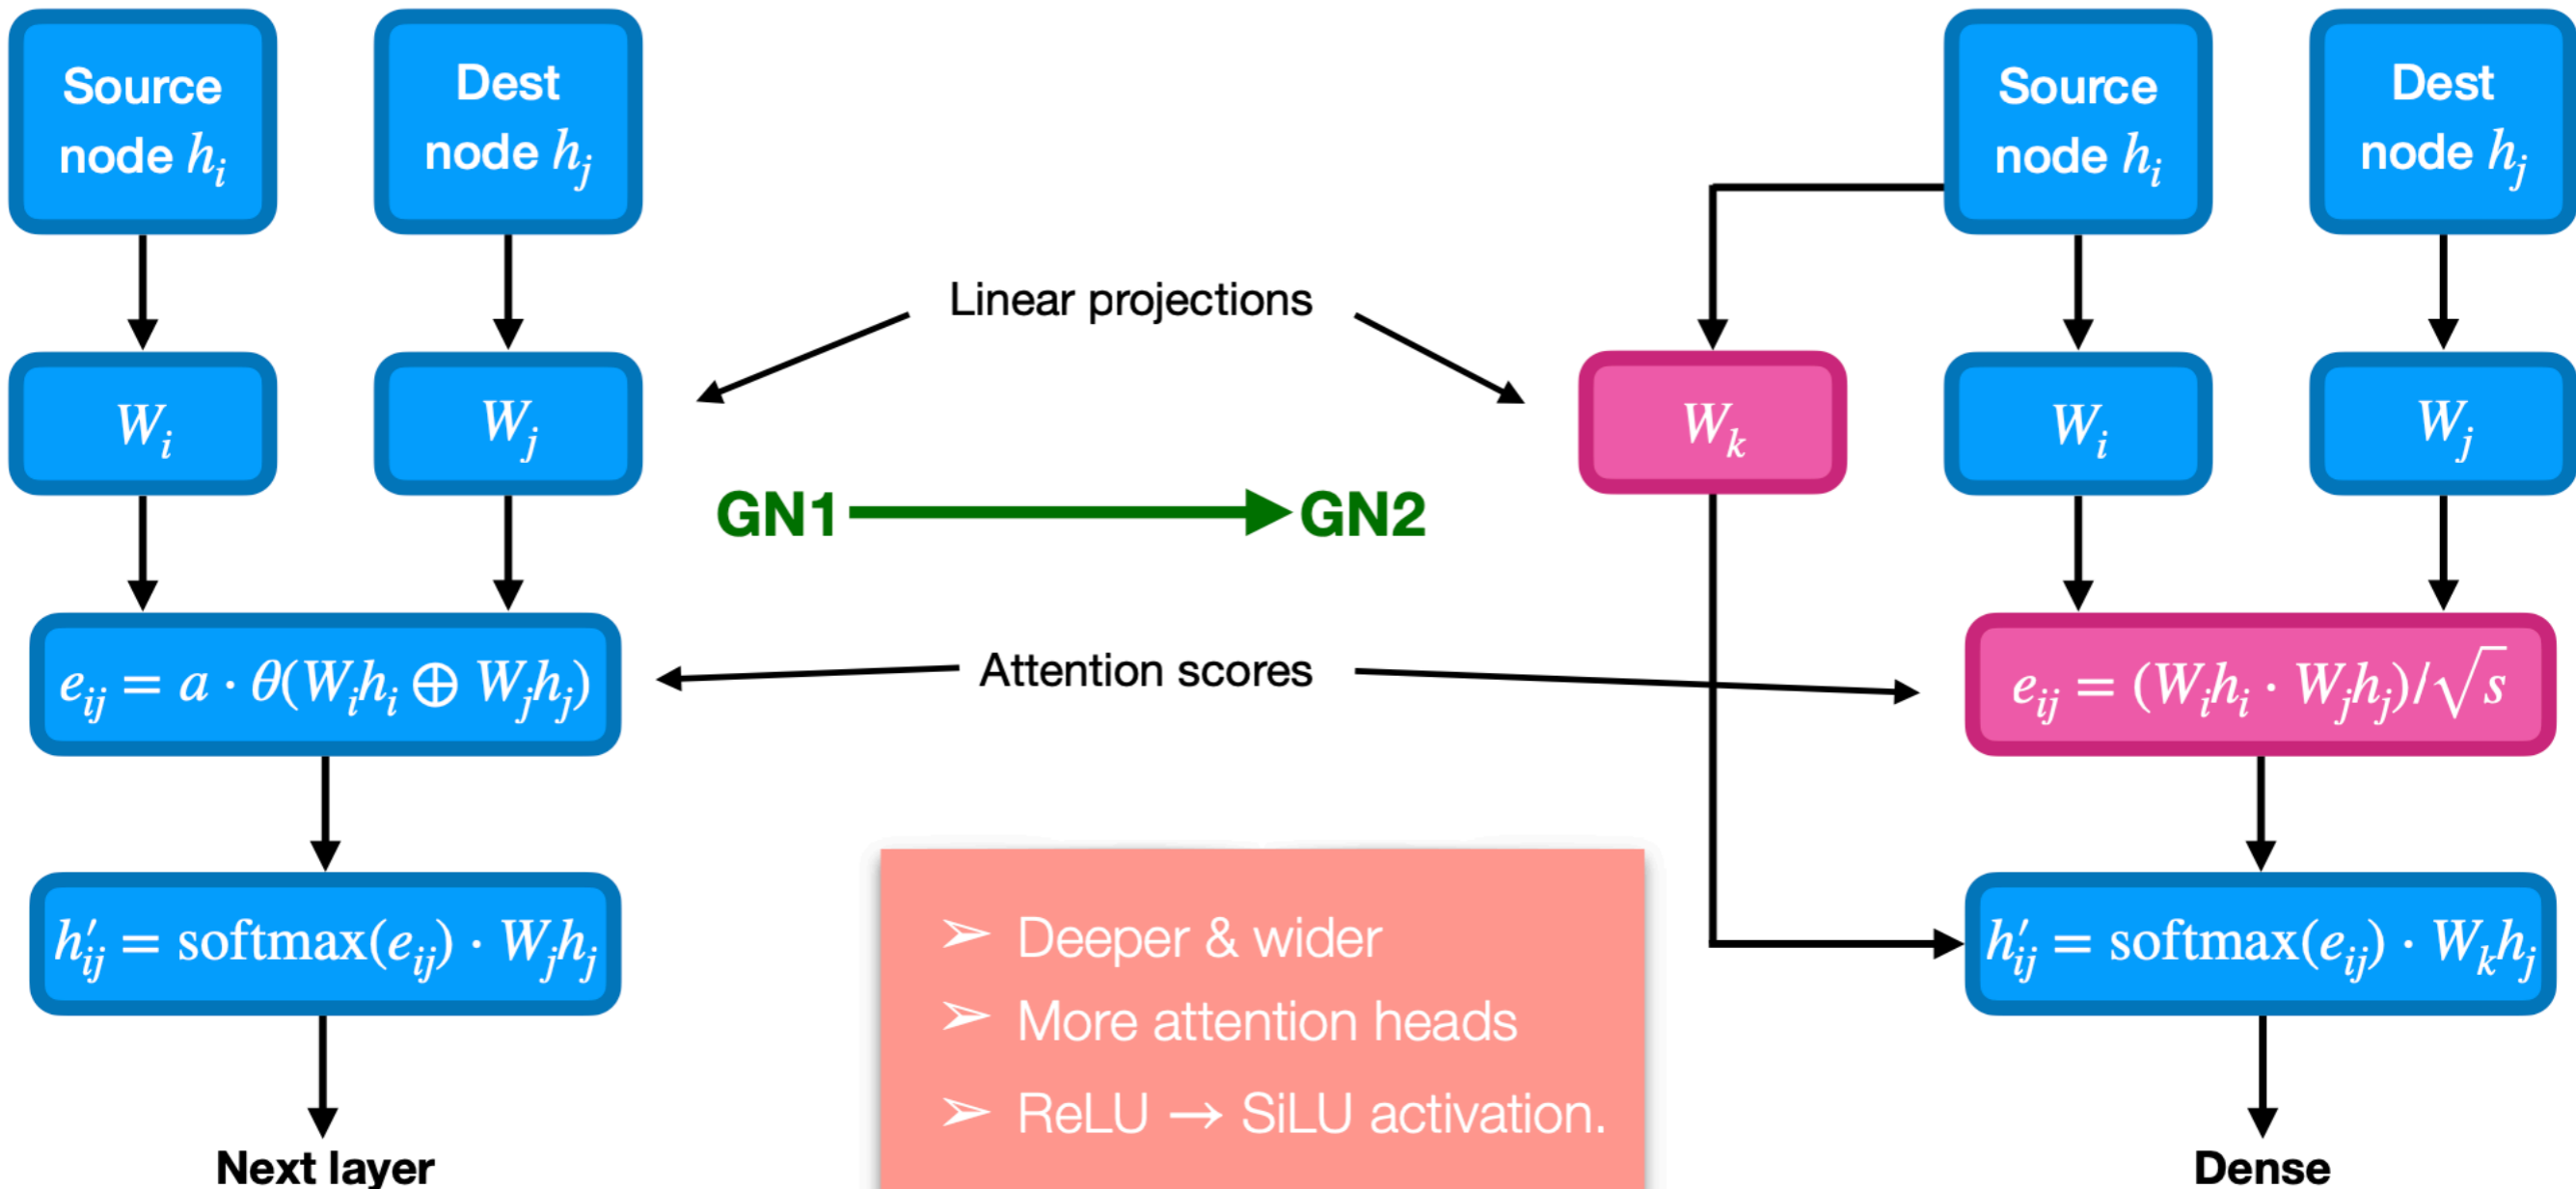 Source
node hᵢ
Dest
node hⱼ
Source
node hᵢ
Dest
node hⱼ
Linear projections
Wᵢ
Wⱼ
Wₖ
Wᵢ
Wⱼ
GN1
GN2
eᵢⱼ = a · θ(Wᵢhᵢ ⊕ Wⱼhⱼ)
Attention scores
eᵢⱼ = (Wᵢhᵢ · Wⱼhⱼ)/√s
h′ᵢⱼ = softmax(eᵢⱼ) · Wⱼhⱼ
➢ Deeper & wider
➢ More attention heads
➢ ReLU → SiLU activation.
h′ᵢⱼ = softmax(eᵢⱼ) · Wₖhⱼ
Next layer
Dense